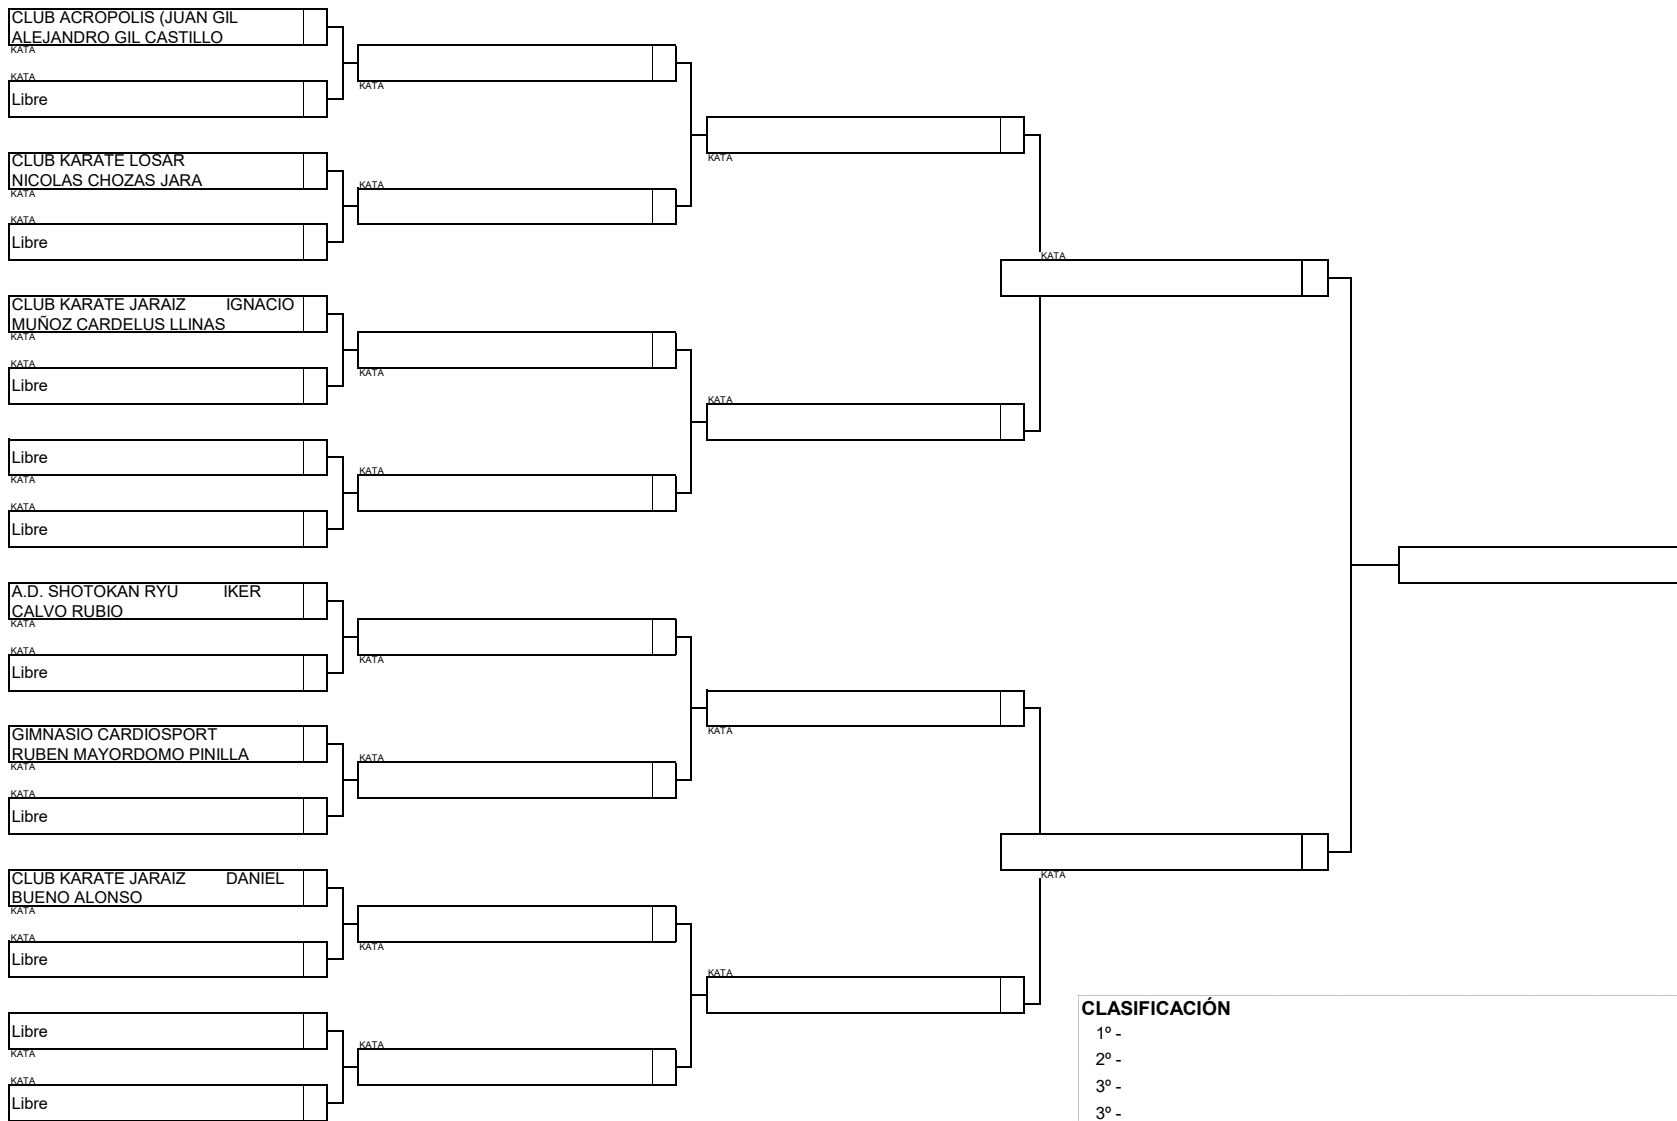 CLUB ACROPOLIS (JUAN GIL
ALEJANDRO GIL CASTILLO
KATA
KATA
Libre
CLUB KARATE LOSAR
NICOLAS CHOZAS JARA
KATA
KATA
Libre
CLUB KARATE JARAIZ IGNACIO
MUÑOZ CARDELUS LLINAS
KATA
KATA
Libre
Libre
KATA
KATA
Libre
A.D. SHOTOKAN RYU IKER
CALVO RUBIO
KATA
KATA
Libre
GIMNASIO CARDIOSPORT
RUBEN MAYORDOMO PINILLA
KATA
KATA
Libre
CLUB KARATE JARAIZ DANIEL
BUENO ALONSO
KATA
KATA
Libre
Libre
KATA
KATA
Libre
KATA
KATA
KATA
KATA
KATA
KATA
KATA
KATA
KATA
KATA
KATA
KATA
KATA
KATA
CLASIFICACIÓN
1º -
2º -
3º -
3º -